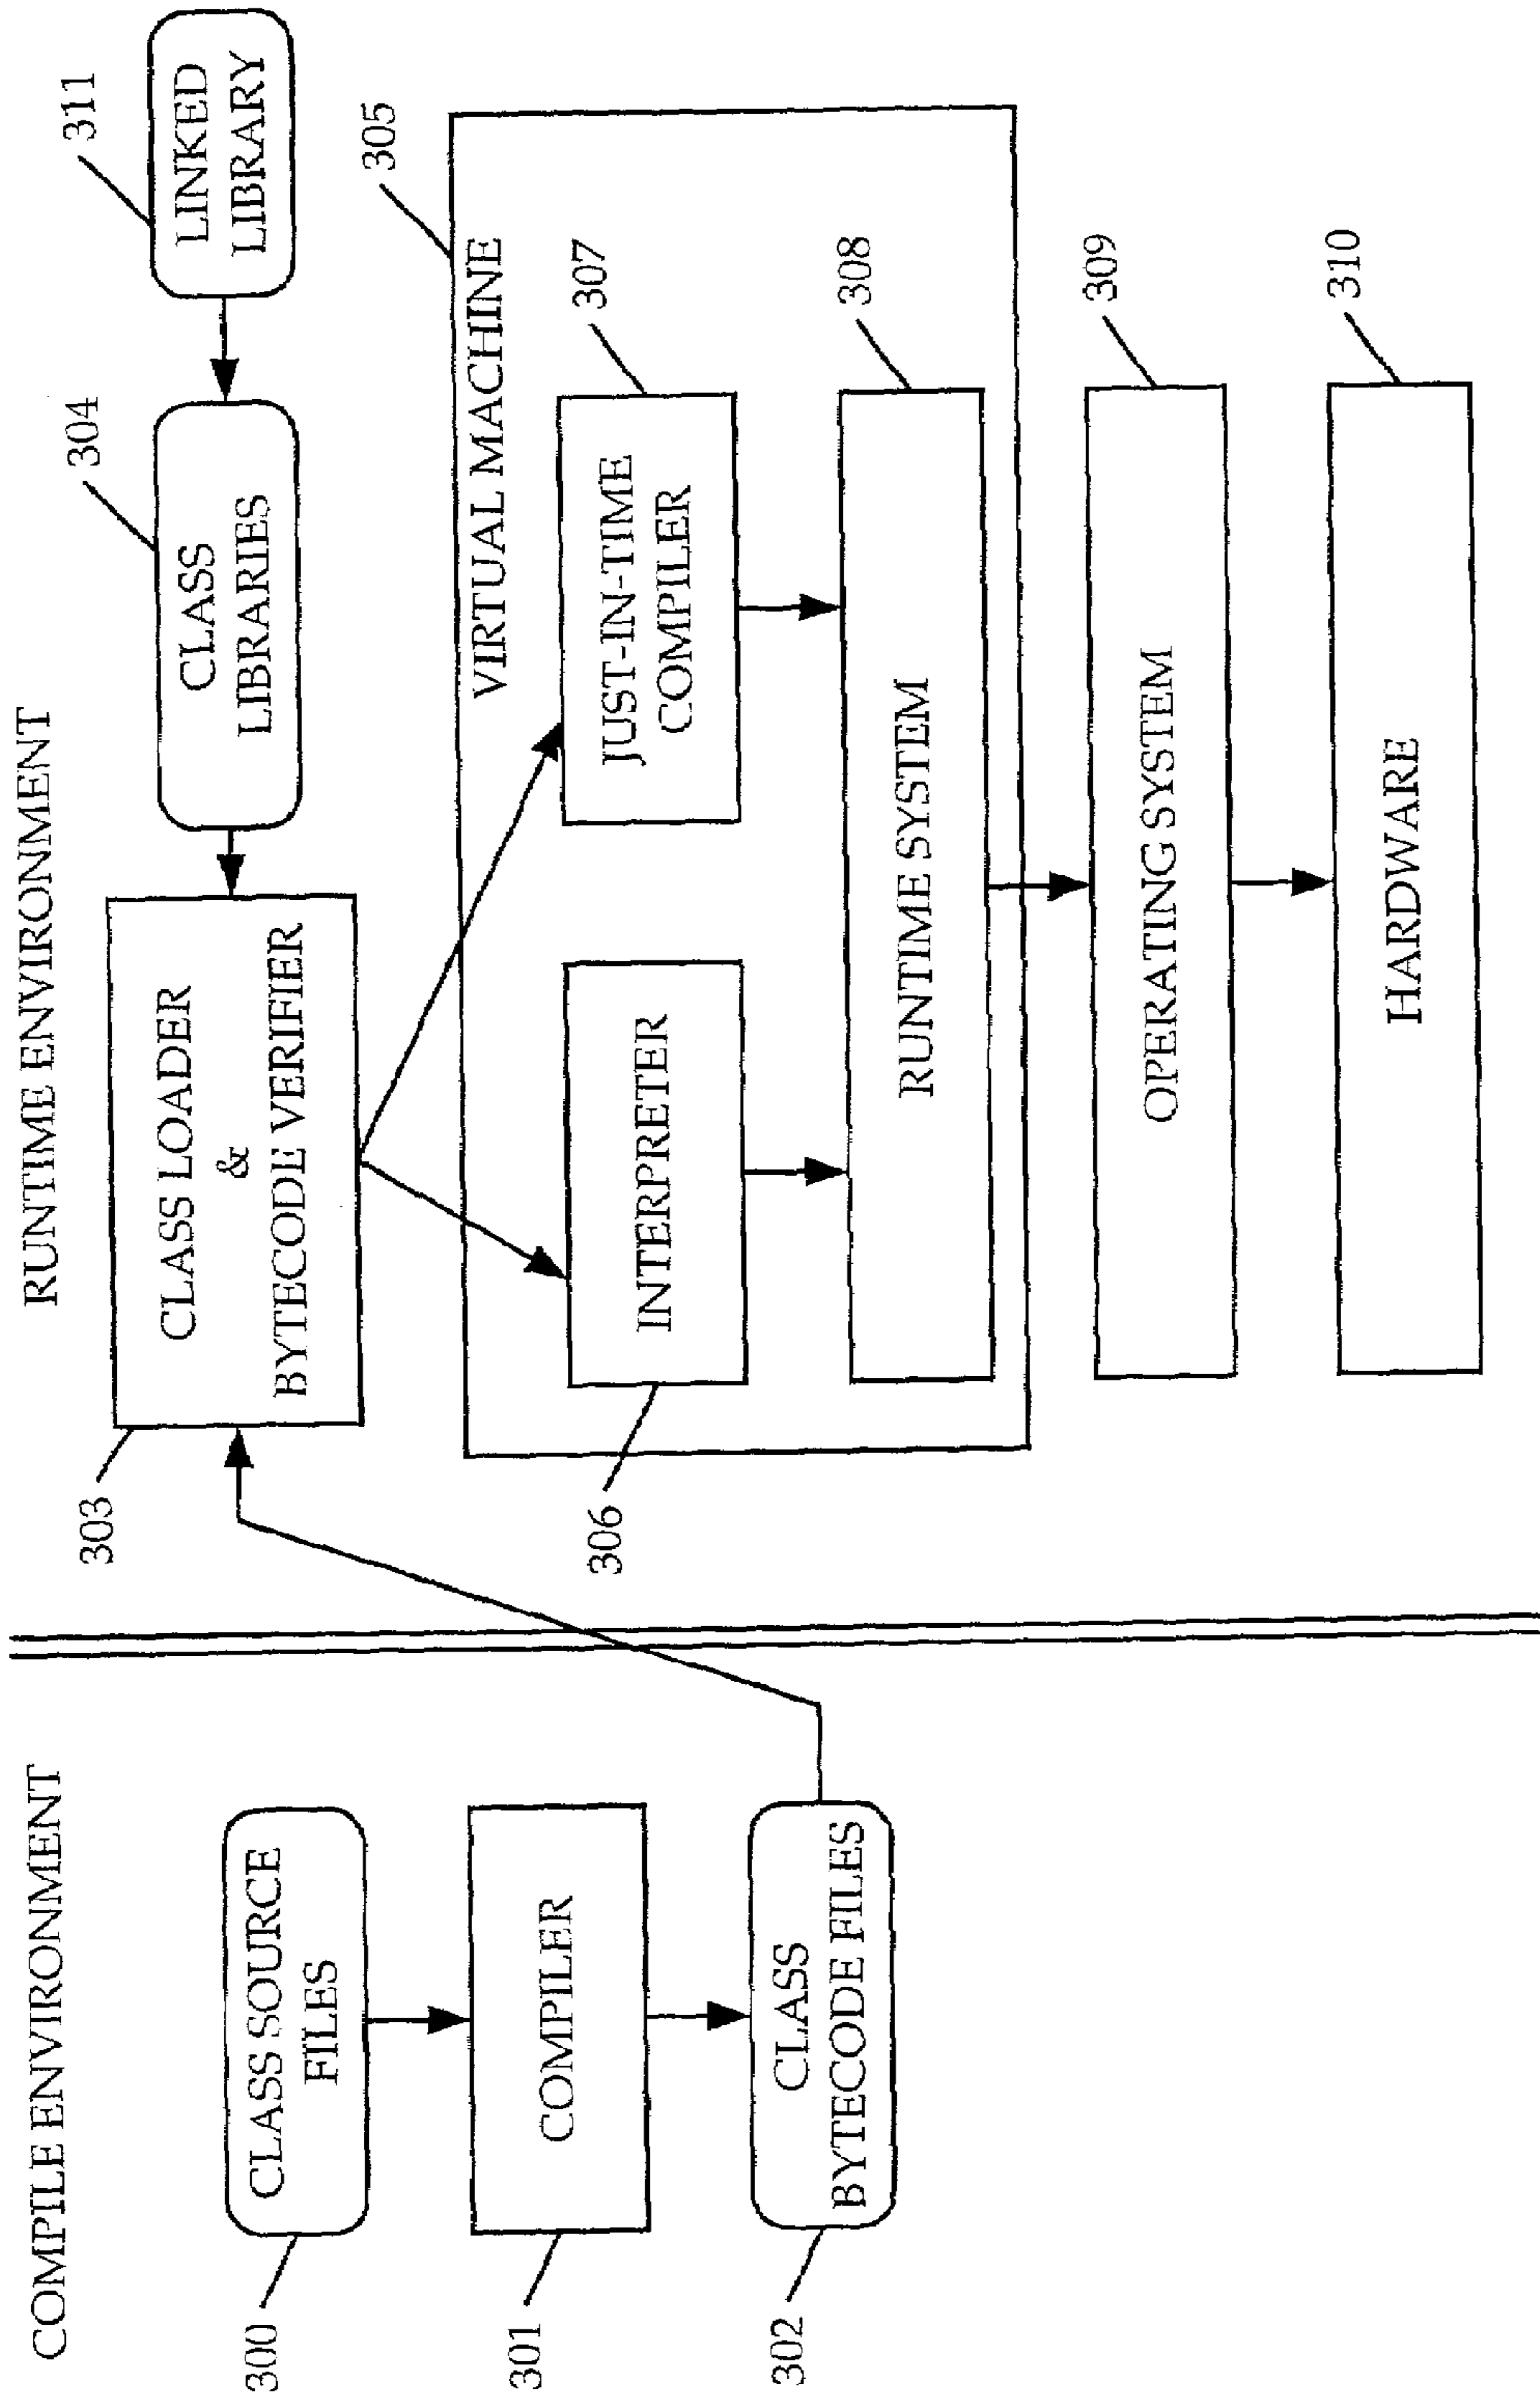 COMPILE ENVIRONMENT
300
CLASS SOURCE
FILES
301
COMPILER
302
CLASS
BYTECODE FILES
RUNTIME ENVIRONMENT
303
CLASS LOADER
&
BYTECODE VERIFIER
304
CLASS
LIBRARIES
311
LINKED
LIBRARY
305
VIRTUAL MACHINE
306
INTERPRETER
307
JUST-IN-TIME
COMPILER
308
RUNTIME SYSTEM
309
OPERATING SYSTEM
310
HARDWARE